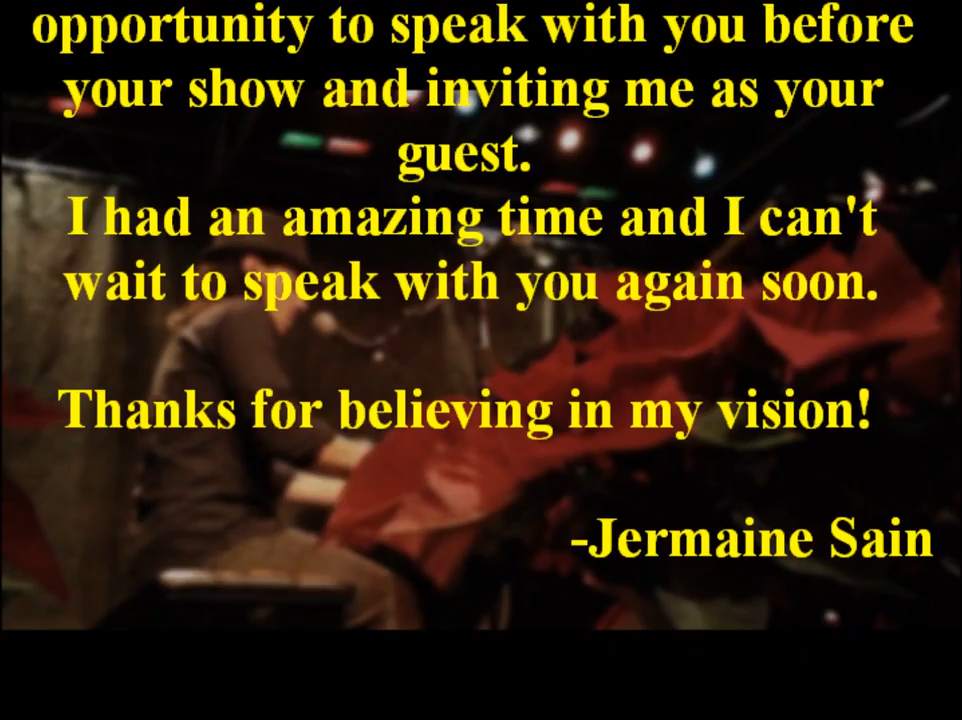 opportunity to speak with you before
your show and inviting me as your
guest.
I had an amazing time and I can't
wait to speak with you again soon.
Thanks for believing in my vision!
-Jermaine Sain